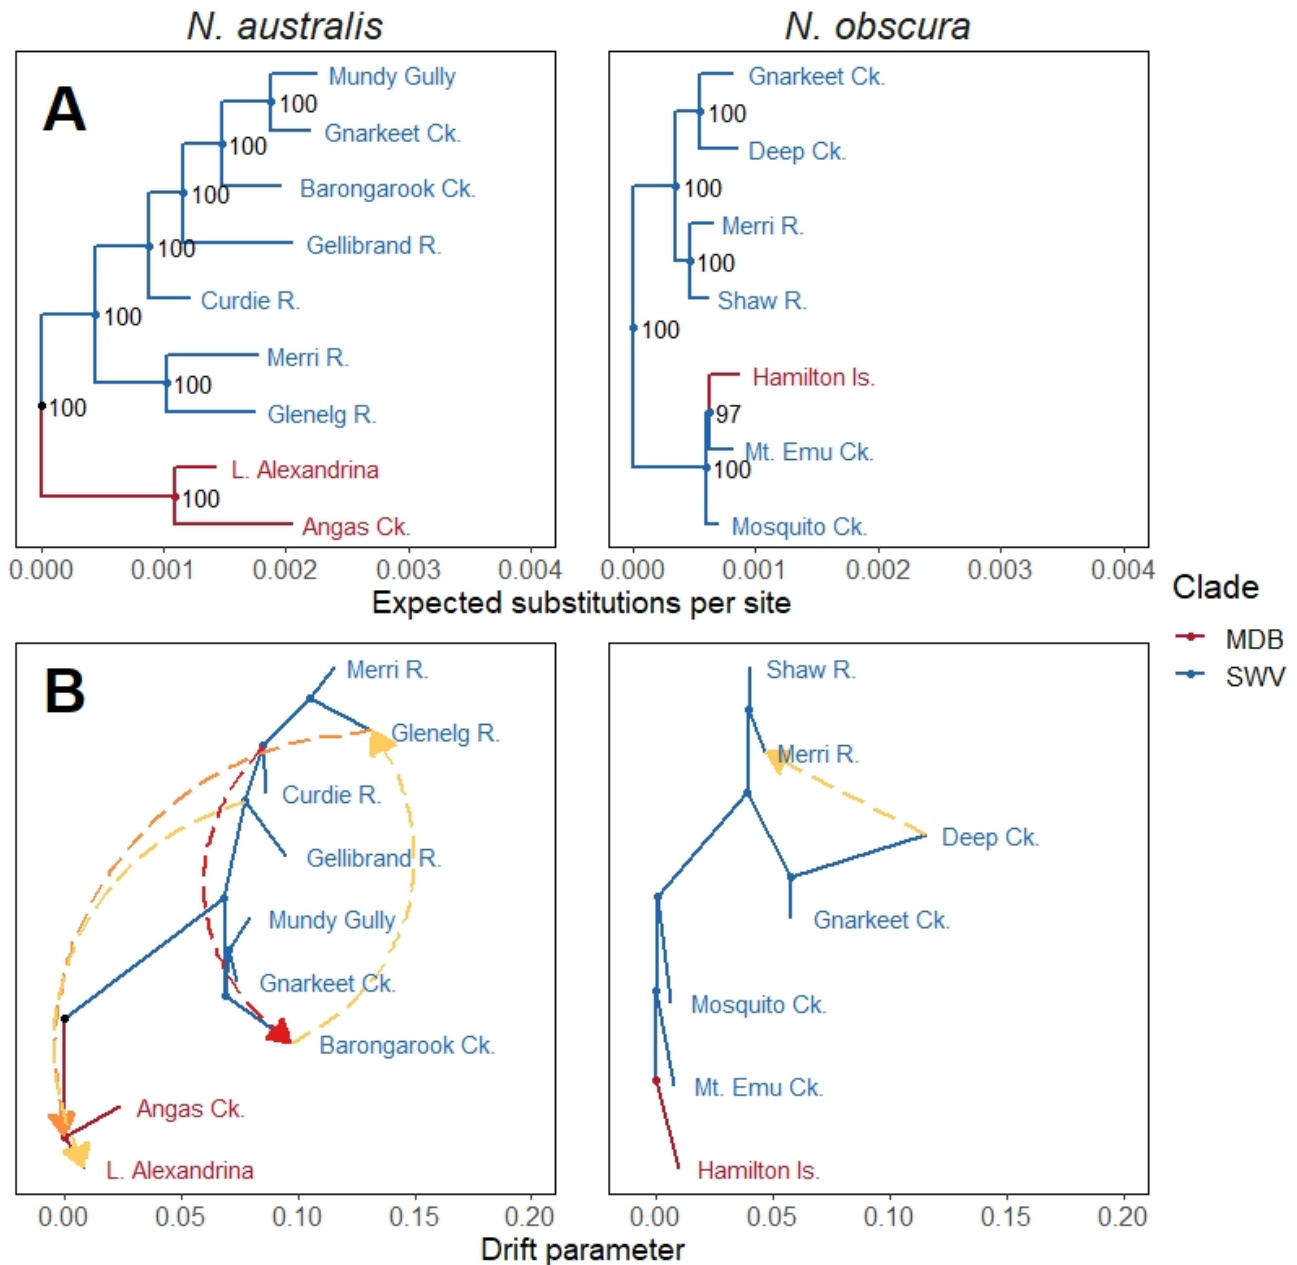 N. australis
N. obscura
A
Mundy Gully
100
Gnarkeet Ck.
100
Barongarook Ck.
100
Gellibrand R.
100
Curdie R.
100
Merri R.
100
Glenelg R.
100
L. Alexandrina
100
Angas Ck.
0.000 0.001 0.002 0.003 0.004
Gnarkeet Ck.
100
Deep Ck.
100
Merri R.
100
Shaw R.
100
Hamilton Is.
97
Mt. Emu Ck.
100
Mosquito Ck.
0.000 0.001 0.002 0.003 0.004
Expected substitutions per site
Clade
MDB
SWV
B
Merri R.
Glenelg R.
Curdie R.
Gellibrand R.
Mundy Gully
Gnarkeet Ck.
Barongarook Ck.
Angas Ck.
L. Alexandrina
0.00 0.05 0.10 0.15 0.20
Shaw R.
Merri R.
Deep Ck.
Gnarkeet Ck.
Mosquito Ck.
Mt. Emu Ck.
Hamilton Is.
0.00 0.05 0.10 0.15 0.20
Drift parameter